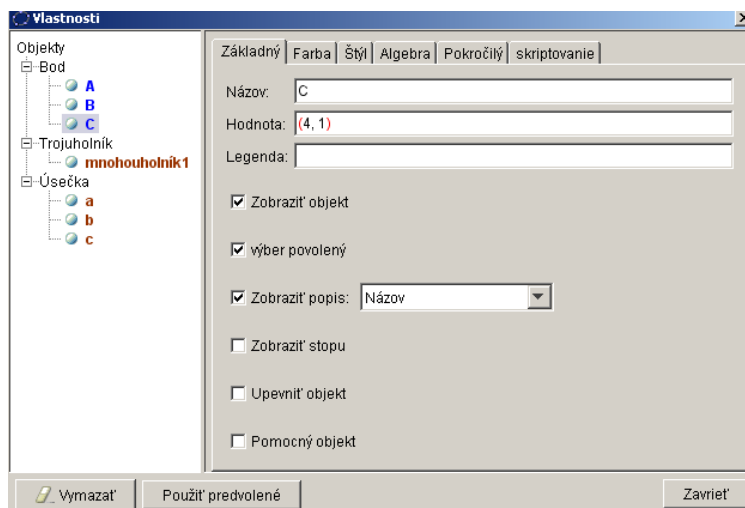 Vlastnosti
Objekty
Bod
A
B
C
Trojuholník
mnohouholník1
Úsečka
a
b
c
Základný
Farba
Štýl
Algebra
Pokročilý
skriptovanie
Názov: C
Hodnota: (4, 1)
Legenda:
Zobraziť objekt
výber povolený
Zobraziť popis: Názov
Zobraziť stopu
Upevniť objekt
Pomocný objekt
Vymazať
Použiť predvolené
Zavrieť